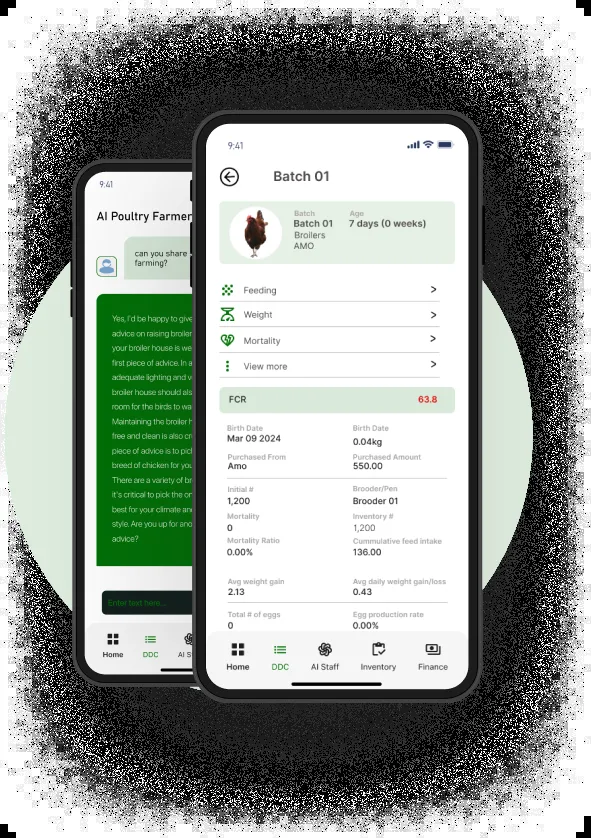 9:41
AI Poultry Farmer
can you share
farming?
Yes, I'd be happy to give
advice on raising broiler
your broiler house is we
first piece of advice. In a
adequate lighting and v
broiler house should als
room for the birds to wa
Maintaining the broiler h
free and clean is also cr
piece of advice is to pick
breed of chicken for you
There are a variety of br
it's critical to pick the on
best for your climate and
style. Are you up for ano
advice?
Enter text here...
Home
DDC
AI S
9:41
Batch 01
Batch
Age
Batch 01
7 days (0 weeks)
Broilers
AMO
Feeding >
Weight >
Mortality >
View more >
FCR
63.8
Birth Date
Birth Date
Mar 09 2024
0.04kg
Purchased From
Purchased Amount
Amo
550.00
Initial #
Brooder/Pen
1,200
Brooder 01
Mortality
Inventory #
0
1,200
Mortality Ratio
Cummulative feed intake
0.00%
136.00
Avg weight gain
Avg daily weight gain/loss
2.13
0.43
Total # of eggs
Egg production rate
0
0.00%
Home
DDC
AI Staff
Inventory
Finance